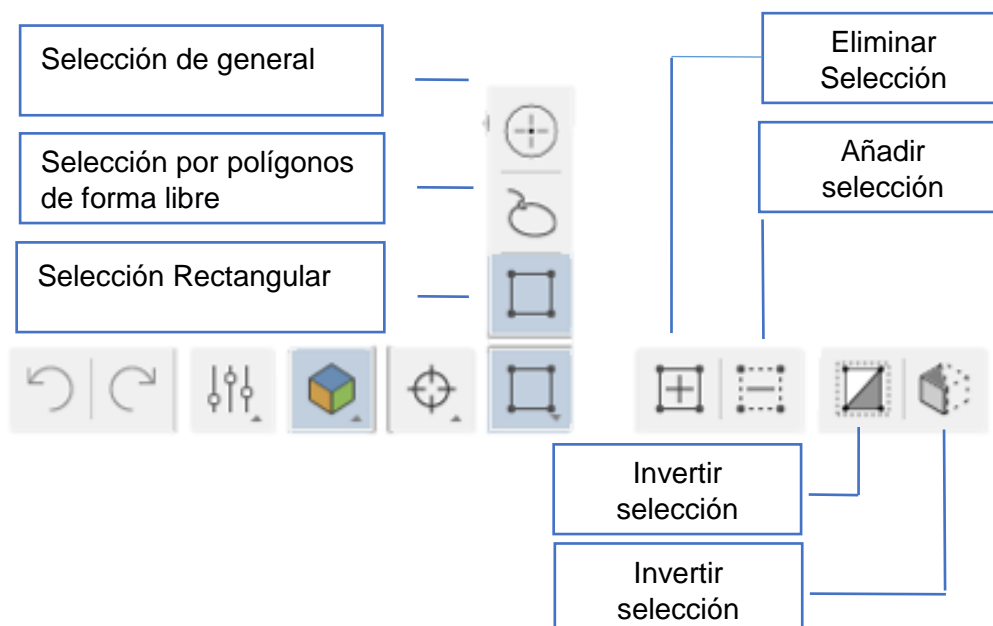 Selección de general
Selección por polígonos
de forma libre
Selección Rectangular
Eliminar
Selección
Añadir
selección
Invertir
selección
Invertir
selección